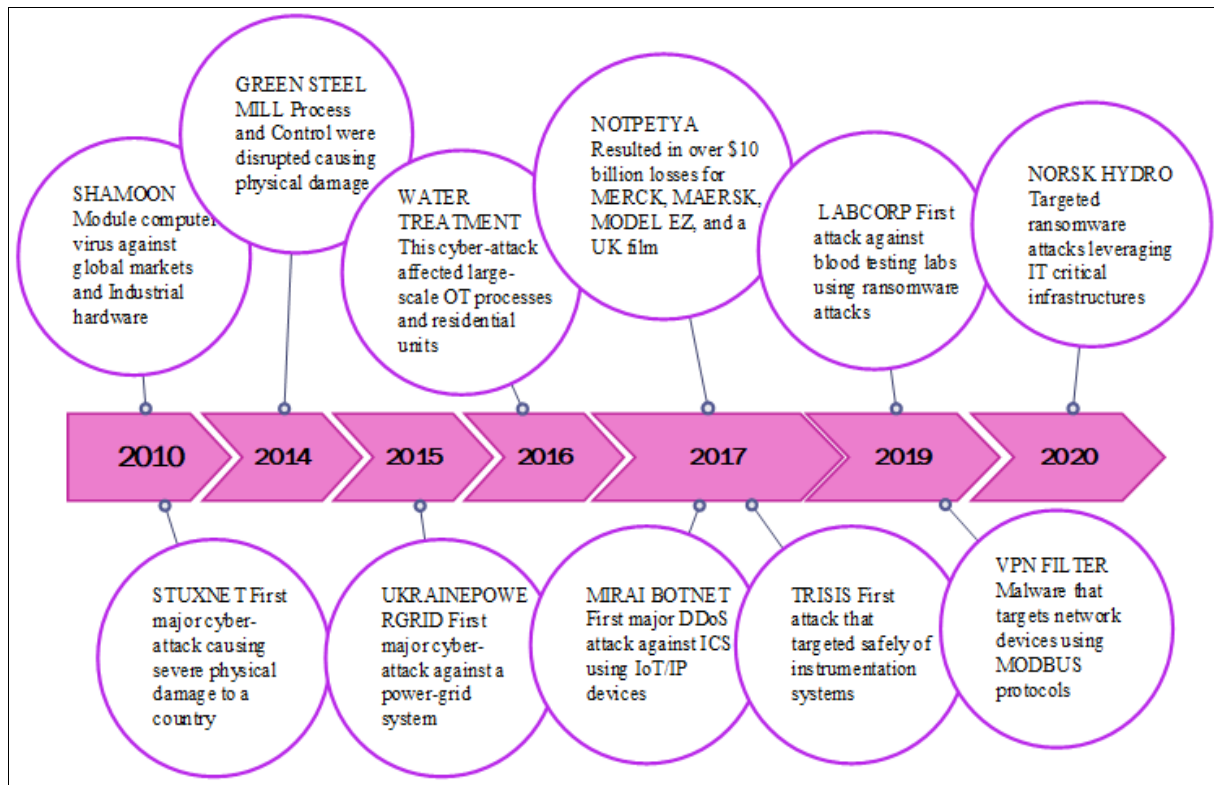 GREEN STEEL
MILL Process
and Control were
disrupted causing
physical damage
NOTPETYA
Resulted in over $10
billion losses for
MERCK, MAERSK,
MODEL EZ, and a
UK film
SHAMOON
Module computer
virus against
global markets
and Industrial
hardware
WATER
TREATMENT
This cyber-attack
affected large-
scale OT processes
and residential
units
LABCORP First
attack against
blood testing labs
using ransomware
attacks
NORSK HYDRO
Targeted
ransomware
attacks leveraging
IT critical
infrastructures
2010
2014
2015
2016
2017
2019
2020
STUXNET First
major cyber-
attack causing
severe physical
damage to a
country
UKRAINEPOWE
RGRID First
major cyber-
attack against a
power-grid
system
MIRAI BOTNET
First major DDoS
attack against ICS
using IoT/IP
devices
TRISIS First
attack that
targeted safely of
instrumentation
systems
VPN FILTER
Malware that
targets network
devices using
MODBUS
protocols